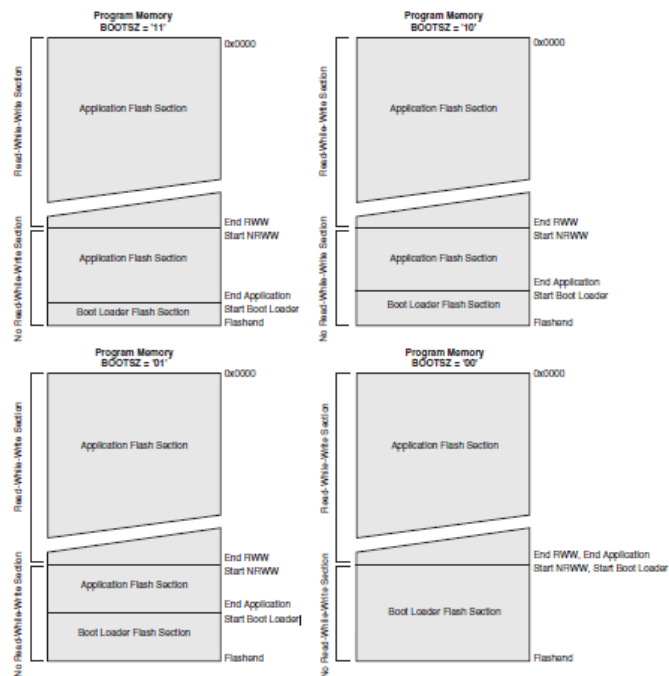 Program Memory
BOOTSZ = '11'
0x0000
Read-While-Write Section
Application Flash Section
End RWW
Start NRWW
No Read-While-Write Section
Application Flash Section
End Application
Start Boot Loader
Boot Loader Flash Section
Flashend
Program Memory
BOOTSZ = '10'
0x0000
Read-While-Write Section
Application Flash Section
End RWW
Start NRWW
No Read-While-Write Section
Application Flash Section
End Application
Start Boot Loader
Boot Loader Flash Section
Flashend
Program Memory
BOOTSZ = '01'
0x0000
Read-While-Write Section
Application Flash Section
End RWW
Start NRWW
No Read-While-Write Section
Application Flash Section
End Application
Start Boot Loader
Boot Loader Flash Section
Flashend
Program Memory
BOOTSZ = '00'
0x0000
Read-While-Write Section
Application Flash Section
End RWW, End Application
Start NRWW, Start Boot Loader
No Read-While-Write Section
Boot Loader Flash Section
Flashend